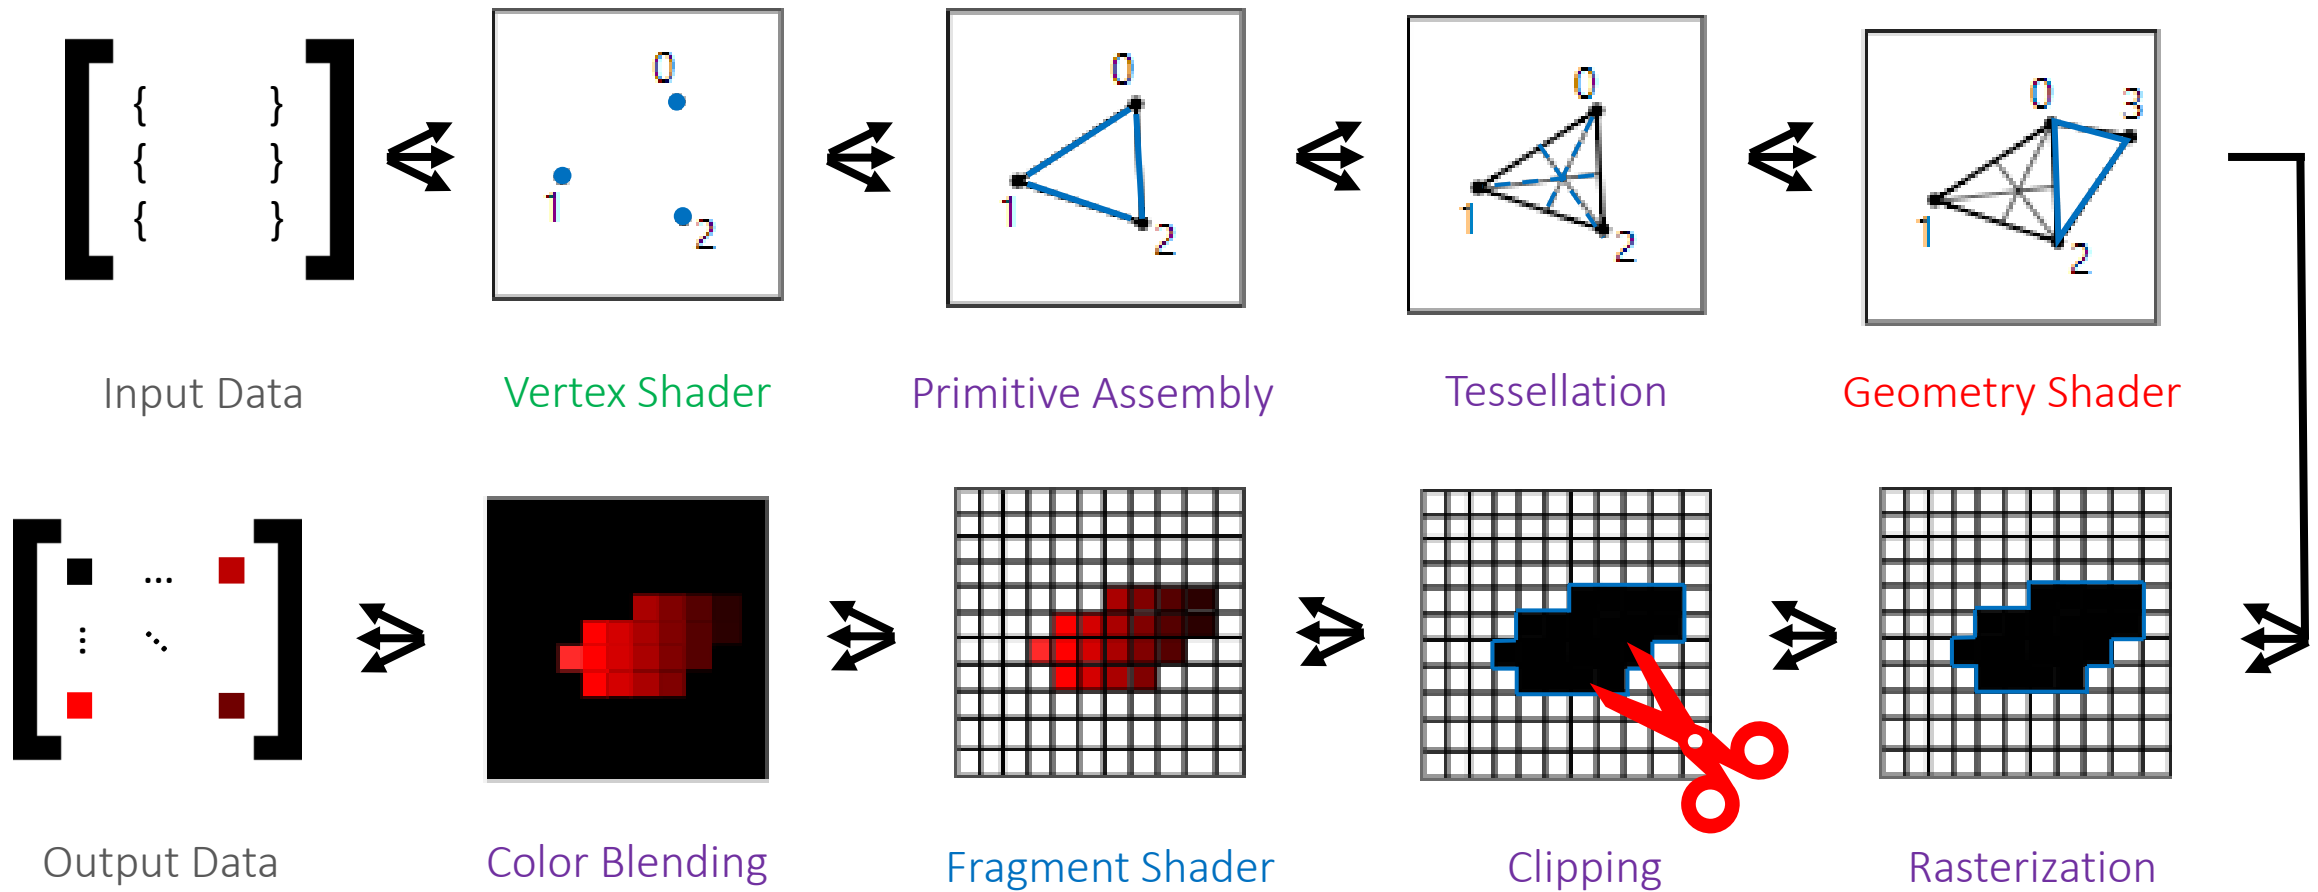 { }
{ }
{ }
0
1
2
0
1
2
0
1
2
0
3
1
2
Input Data
Vertex Shader
Primitive Assembly
Tessellation
Geometry Shader
...
⋮
⋱
Output Data
Color Blending
Fragment Shader
Clipping
Rasterization